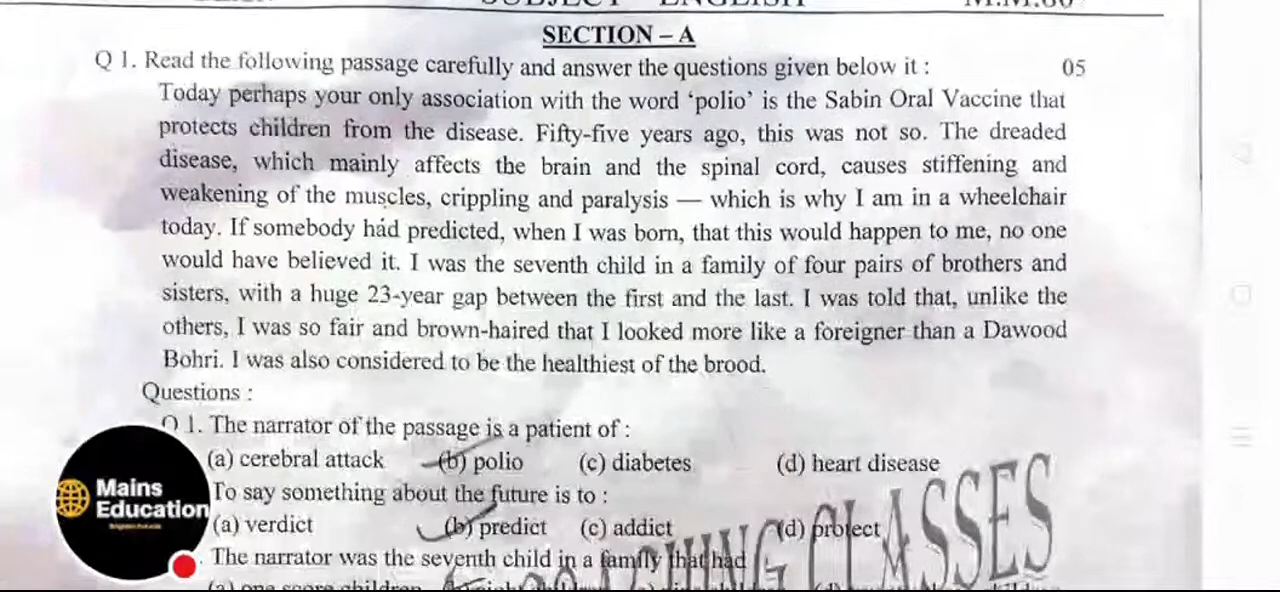 SUBJECT – ENGLISH M.M.80
SECTION – A
Q 1. Read the following passage carefully and answer the questions given below it : 05
Today perhaps your only association with the word ‘polio’ is the Sabin Oral Vaccine that
protects children from the disease. Fifty-five years ago, this was not so. The dreaded
disease, which mainly affects the brain and the spinal cord, causes stiffening and
weakening of the muscles, crippling and paralysis — which is why I am in a wheelchair
today. If somebody had predicted, when I was born, that this would happen to me, no one
would have believed it. I was the seventh child in a family of four pairs of brothers and
sisters, with a huge 23-year gap between the first and the last. I was told that, unlike the
others, I was so fair and brown-haired that I looked more like a foreigner than a Dawood
Bohri. I was also considered to be the healthiest of the brood.
Questions :
Q 1. The narrator of the passage is a patient of :
(a) cerebral attack (b) polio (c) diabetes (d) heart disease
To say something about the future is to :
(a) verdict (b) predict (c) addict (d) project
The narrator was the seventh child in a family that had
(a) one score children
Mains
Education
CLASSES